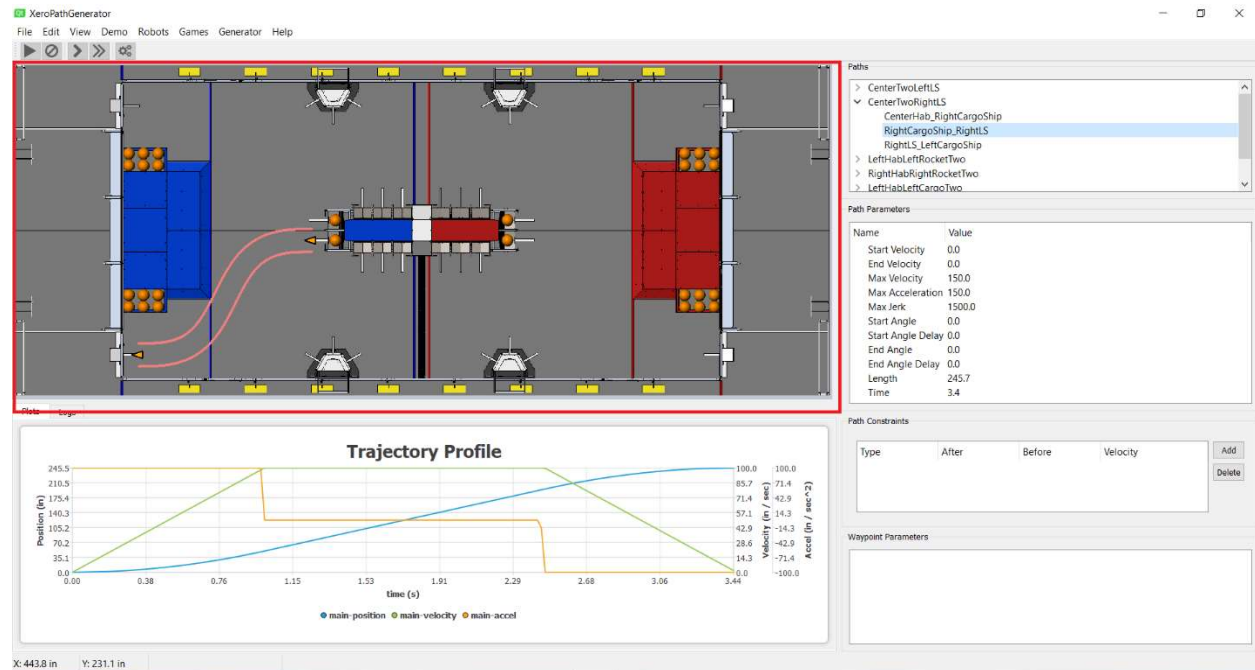 XeroPathGenerator
File Edit View Demo Robots Games Generator Help
Paths
CenterTwoLeftLS
CenterTwoRightLS
CenterHab_RightCargoShip
RightCargoShip_RightLS
RightLS_LeftCargoShip
LeftHabLeftRocketTwo
RightHabRightRocketTwo
LeftHabLeftCargoTwo
Path Parameters
Name Value
Start Velocity 0.0
End Velocity 0.0
Max Velocity 150.0
Max Acceleration 150.0
Max Jerk 1500.0
Start Angle 0.0
Start Angle Delay 0.0
End Angle 0.0
End Angle Delay 0.0
Length 245.7
Time 3.4
Plots Logs
Trajectory Profile
245.5 100.0 100.0
210.5 85.7 71.4
175.4 71.4 42.9
140.3 57.1 14.3
105.2 42.9 -14.3
70.2 28.6 -42.9
35.1 14.3 -71.4
0.0 0.0 -100.0
Position (in)
Velocity (in / sec)
Accel (in / sec^2)
0.00 0.38 0.76 1.15 1.53 1.91 2.29 2.68 3.06 3.44
time (s)
main-position main-velocity main-accel
Path Constraints
Type After Before Velocity
Add
Delete
Waypoint Parameters
X: 443.8 in Y: 231.1 in